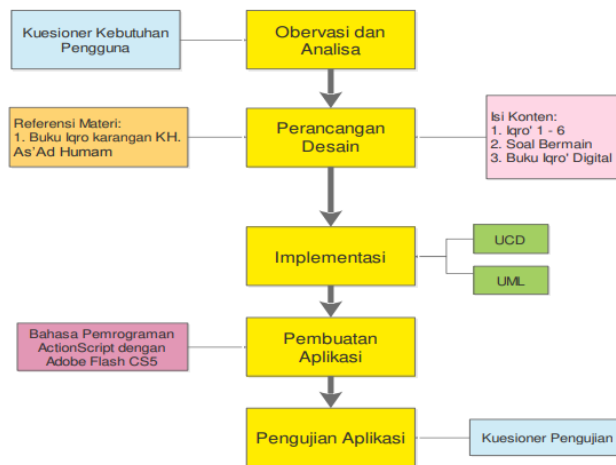 Kuesioner Kebutuhan
Pengguna
Obervasi dan
Analisa
Referensi Materi:
1. Buku Iqro karangan KH.
As'Ad Humam
Perancangan
Desain
Isi Konten:
1. Iqro' 1 - 6
2. Soal Bermain
3. Buku Iqro' Digital
Implementasi
UCD
UML
Bahasa Pemrograman
ActionScript dengan
Adobe Flash CS5
Pembuatan
Aplikasi
Pengujian Aplikasi
Kuesioner Pengujian